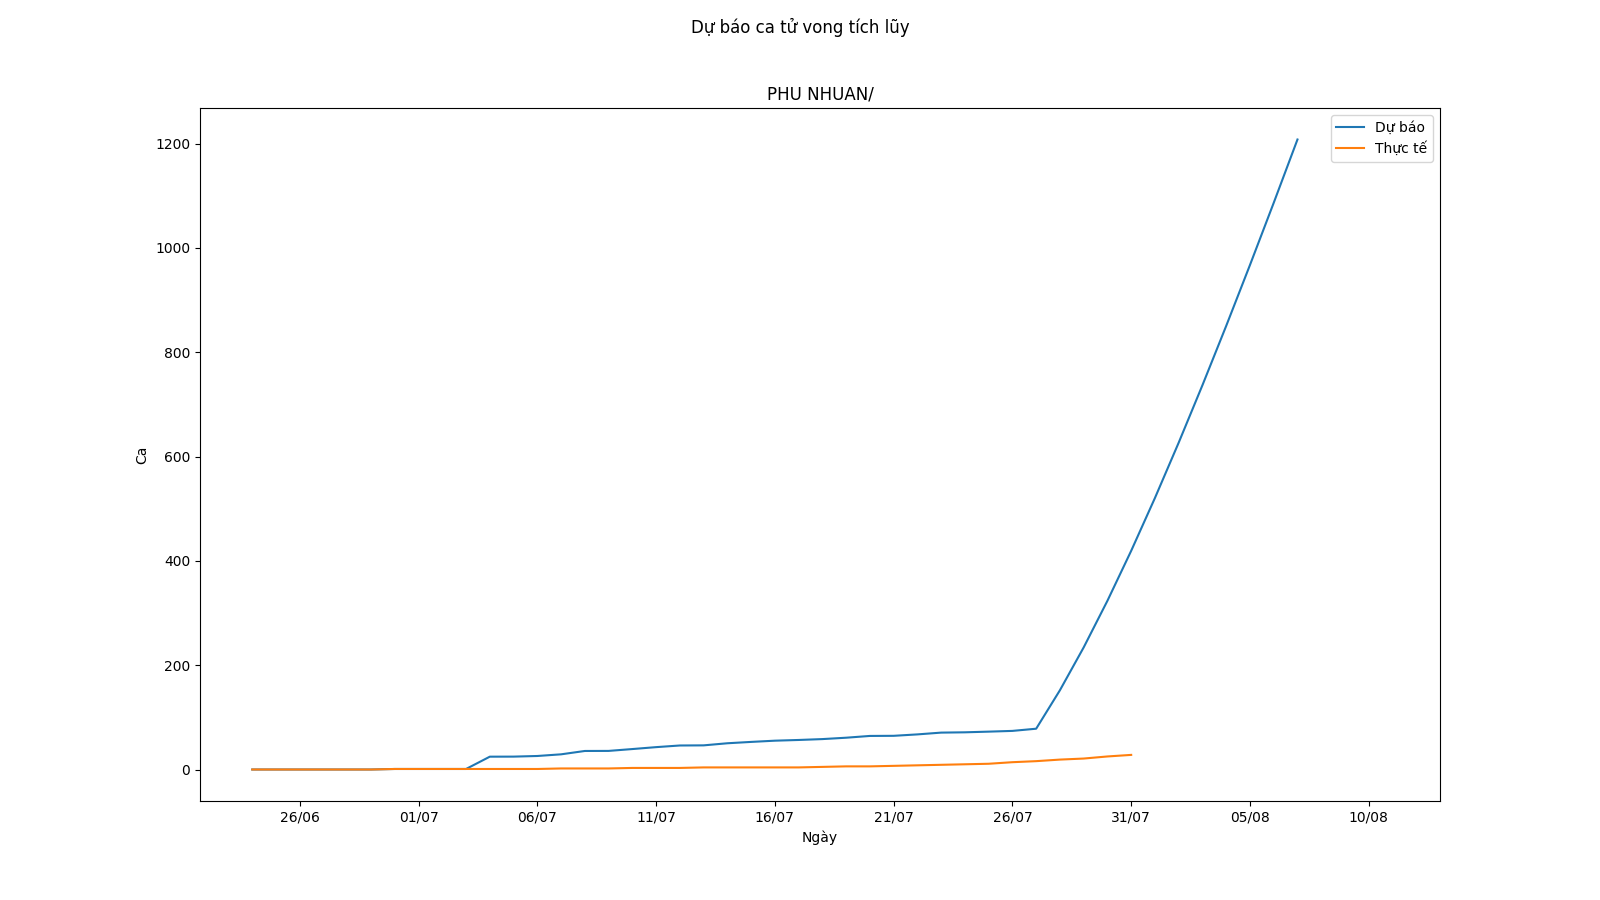 Dự báo ca tử vong tích lũy
PHU NHUAN/
Dự báo
Thực tế
1200
1000
800
600
400
200
0
Ca
26/06 01/07 06/07 11/07 16/07 21/07 26/07 31/07 05/08 10/08
Ngày